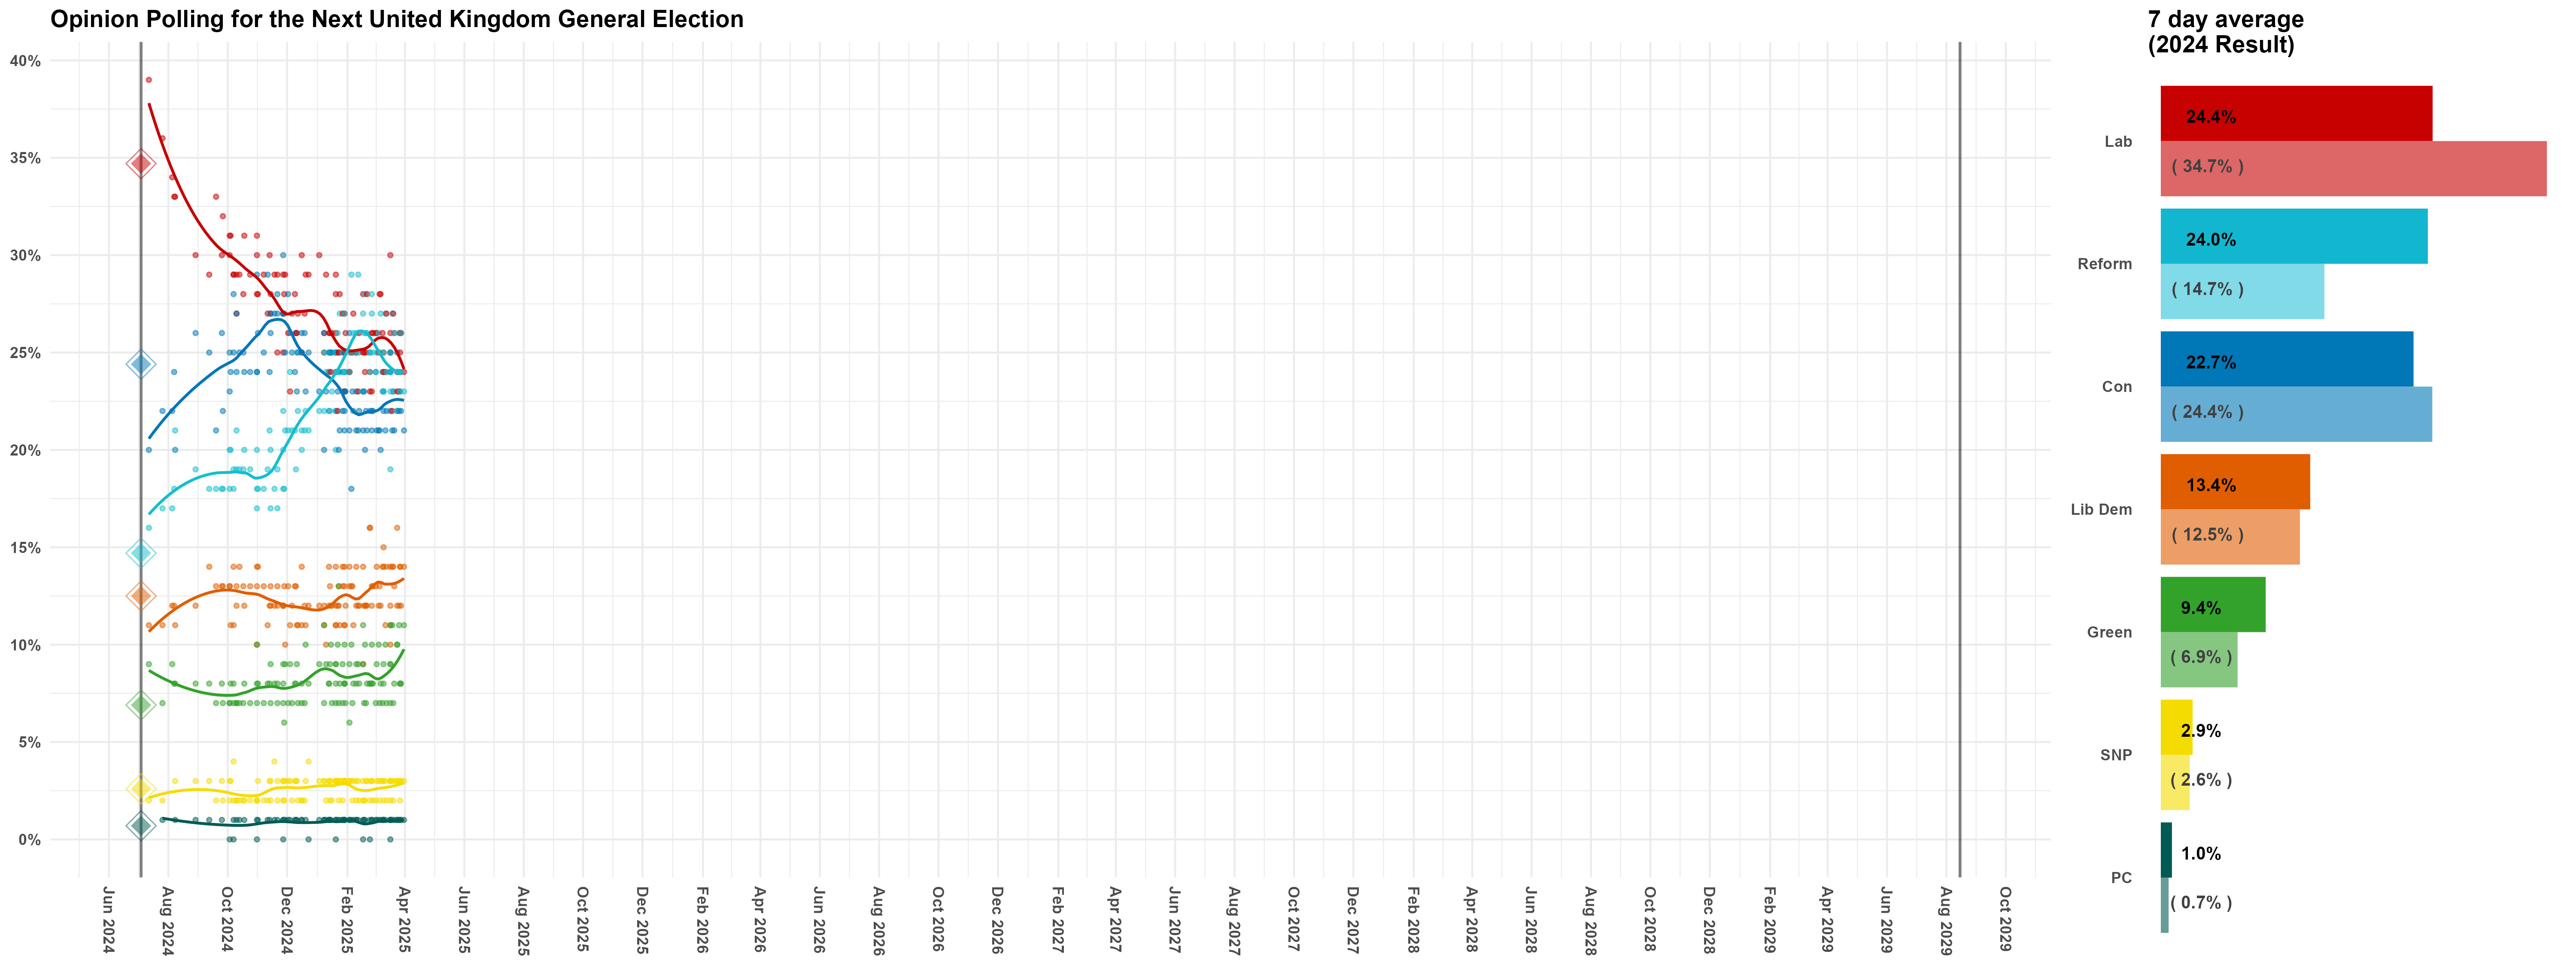 Opinion Polling for the Next United Kingdom General Election
40%
35%
30%
25%
20%
15%
10%
5%
0%
Jun 2024
Aug 2024
Oct 2024
Dec 2024
Feb 2025
Apr 2025
Jun 2025
Aug 2025
Oct 2025
Dec 2025
Feb 2026
Apr 2026
Jun 2026
Aug 2026
Oct 2026
Dec 2026
Feb 2027
Apr 2027
Jun 2027
Aug 2027
Oct 2027
Dec 2027
Feb 2028
Apr 2028
Jun 2028
Aug 2028
Oct 2028
Dec 2028
Feb 2029
Apr 2029
Jun 2029
Aug 2029
Oct 2029
7 day average
(2024 Result)
Lab
24.4%
( 34.7% )
Reform
24.0%
( 14.7% )
Con
22.7%
( 24.4% )
Lib Dem
13.4%
( 12.5% )
Green
9.4%
( 6.9% )
SNP
2.9%
( 2.6% )
PC
1.0%
( 0.7% )